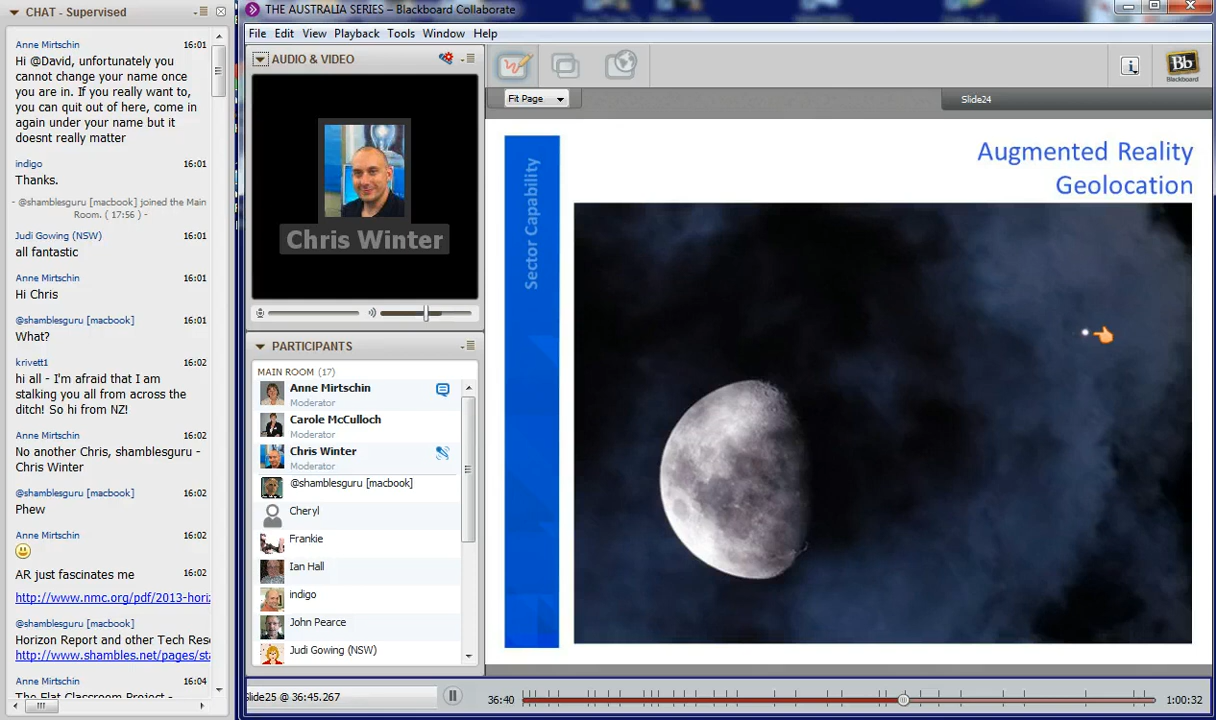 CHAT - Supervised
Anne Mirtschin 16:01
Hi @David, unfortunately you
cannot change your name once
you are in. If you really want to,
you can quit out of here, come in
again under your name but it
doesnt really matter
indigo 16:01
Thanks.
- @shamblesguru [macbook] joined the Main
Room. ( 17:56 ) -
Judi Gowing (NSW) 16:01
all fantastic
Anne Mirtschin 16:01
Hi Chris
@shamblesguru [macbook] 16:01
What?
krivett1 16:02
hi all - I'm afraid that I am
stalking you all from across the
ditch! So hi from NZ!
Anne Mirtschin 16:02
No another Chris, shamblesguru -
Chris Winter
@shamblesguru [macbook] 16:02
Phew
Anne Mirtschin 16:02
AR just fascinates me 16:02
http://www.nmc.org/pdf/2013-hori
@shamblesguru [macbook]
Horizon Report and other Tech Res
http://www.shambles.net/pages/st
Anne Mirtschin 16:04
The Flat Classroom Project -
THE AUSTRALIA SERIES – Blackboard Collaborate
File Edit View Playback Tools Window Help
AUDIO & VIDEO
Chris Winter
PARTICIPANTS
MAIN ROOM (17)
Anne Mirtschin
Moderator
Carole McCulloch
Moderator
Chris Winter
Moderator
@shamblesguru [macbook]
Cheryl
Frankie
Ian Hall
indigo
John Pearce
Judi Gowing (NSW)
Bb
Blackboard
Fit Page
Slide24
Sector Capability
Augmented Reality
Geolocation
Slide25 @ 36:45.267
36:40
1:00:32